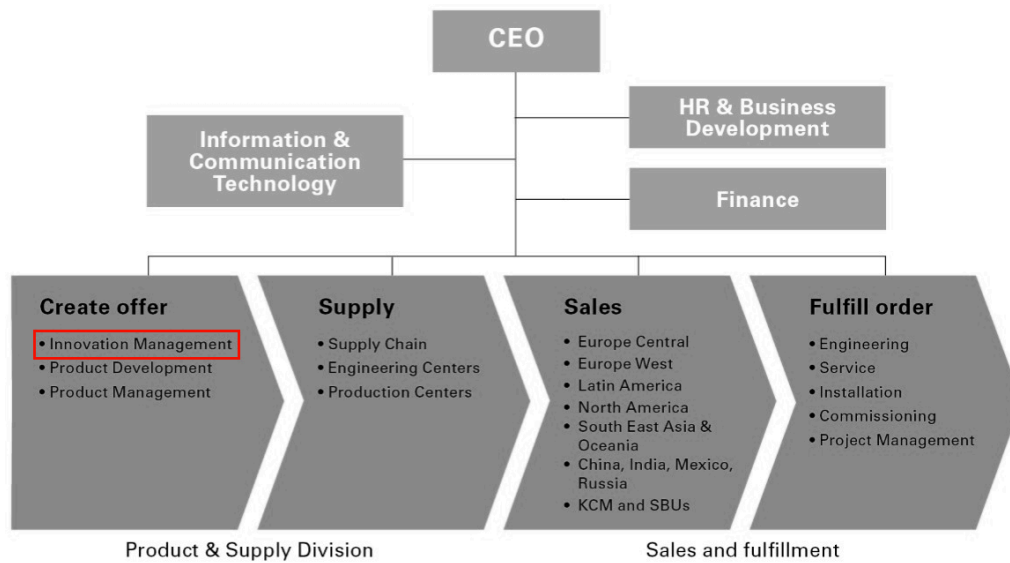 CEO
HR & Business
Development
Information &
Communication
Technology
Finance
Create offer
• Innovation Management
• Product Development
• Product Management
Supply
• Supply Chain
• Engineering Centers
• Production Centers
Sales
• Europe Central
• Europe West
• Latin America
• North America
• South East Asia &
Oceania
• China, India, Mexico,
Russia
• KCM and SBUs
Fulfill order
• Engineering
• Service
• Installation
• Commissioning
• Project Management
Product & Supply Division
Sales and fulfillment